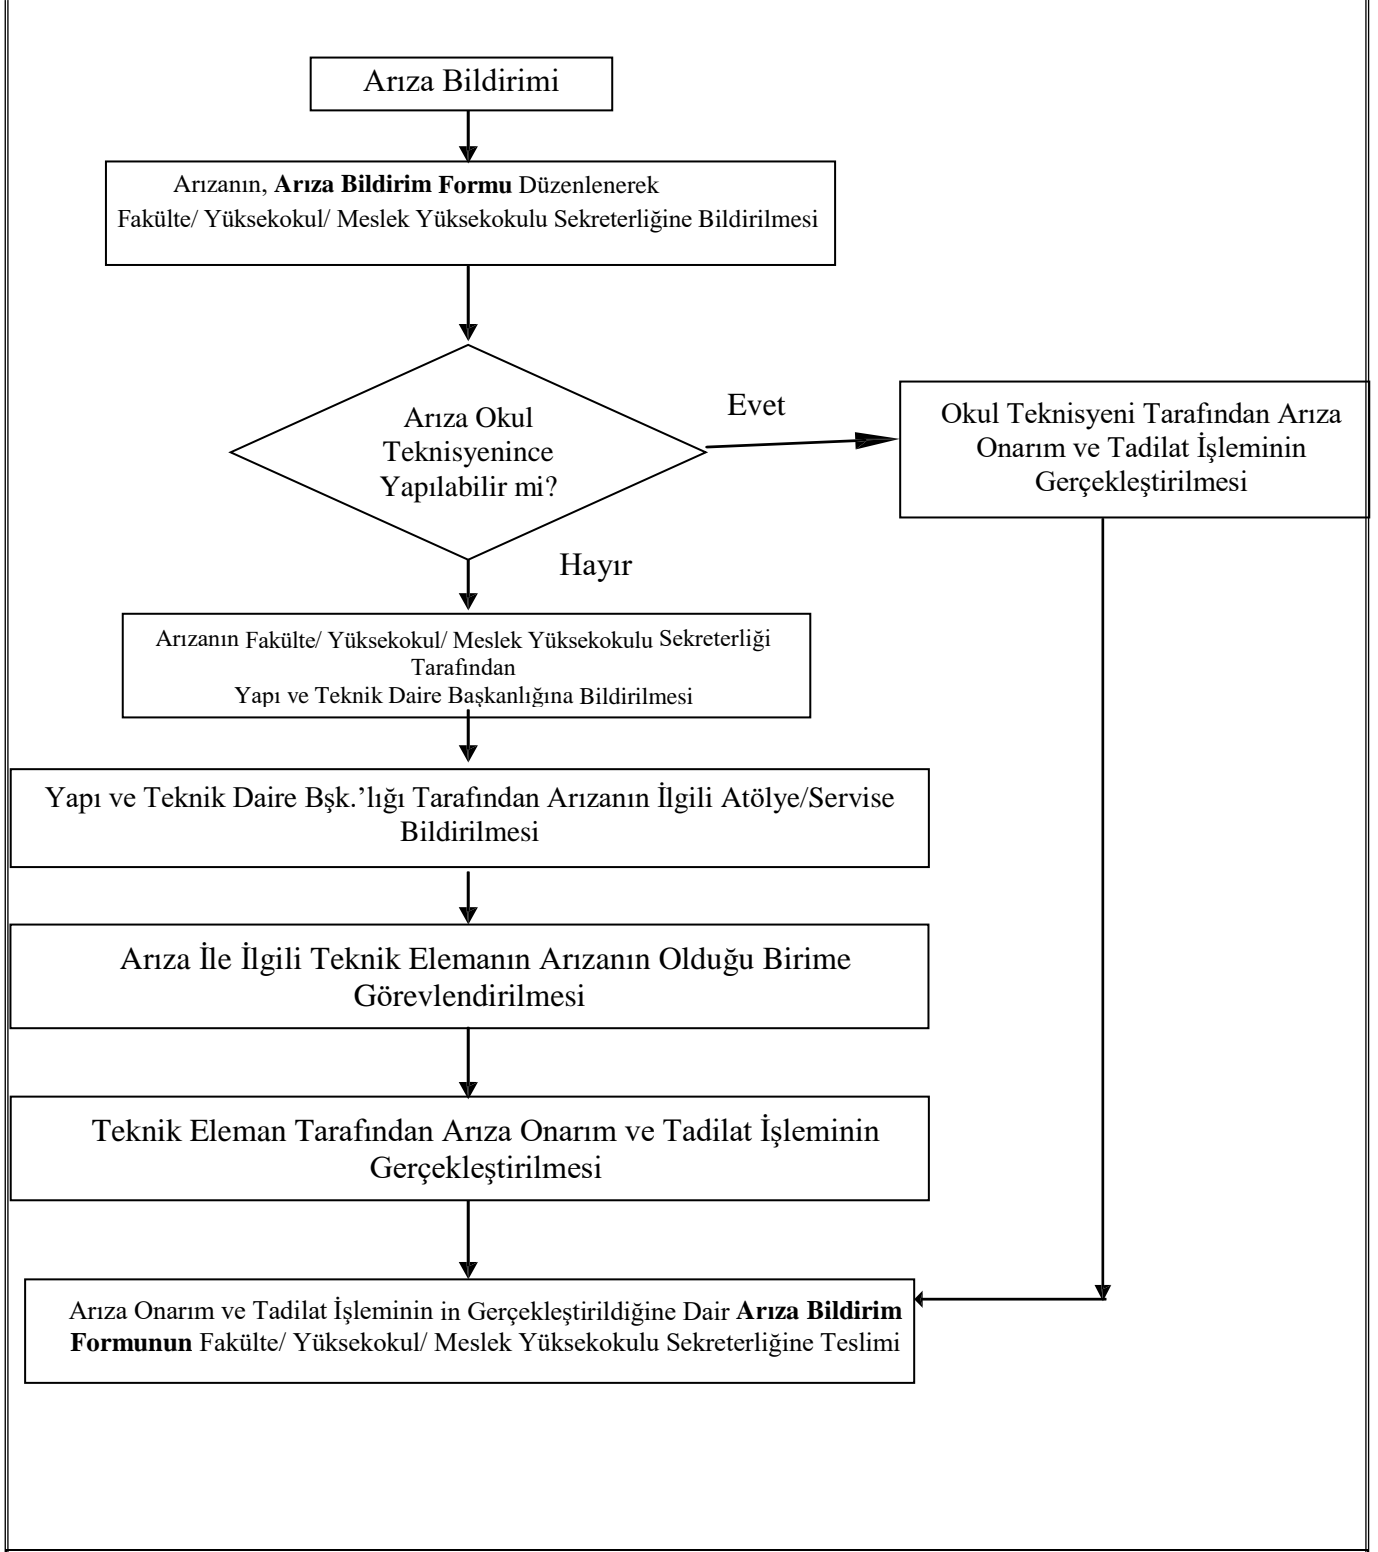 Arıza Bildirimi
Arızanın, Arıza Bildirim Formu Düzenlenerek
Fakülte/ Yüksekokul/ Meslek Yüksekokulu Sekreterliğine Bildirilmesi
Arıza Okul
Teknisyenince
Yapılabilir mi?
Evet
Okul Teknisyeni Tarafından Arıza
Onarım ve Tadilat İşleminin
Gerçekleştirilmesi
Hayır
Arızanın Fakülte/ Yüksekokul/ Meslek Yüksekokulu Sekreterliği
Tarafından
Yapı ve Teknik Daire Başkanlığına Bildirilmesi
Yapı ve Teknik Daire Bşk.’lığı Tarafından Arızanın İlgili Atölye/Servise
Bildirilmesi
Arıza İle İlgili Teknik Elemanın Arızanın Olduğu Birime
Görevlendirilmesi
Teknik Eleman Tarafından Arıza Onarım ve Tadilat İşleminin
Gerçekleştirilmesi
Arıza Onarım ve Tadilat İşleminin in Gerçekleştirildiğine Dair Arıza Bildirim
Formunun Fakülte/ Yüksekokul/ Meslek Yüksekokulu Sekreterliğine Teslimi